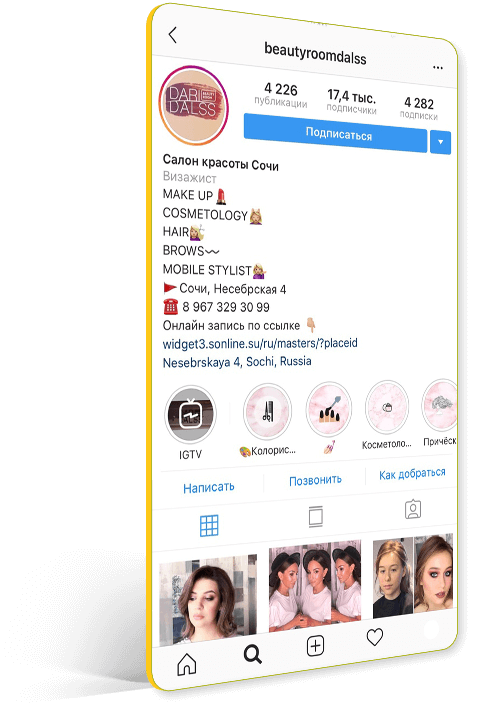 beautyroomdalss
...
DARI
DALSS
4 226
публикации
17,4 тыс.
подписчики
4 282
подписки
Подписаться
Салон красоты Сочи
Визажист
MAKE UP💄
COSMETOLOGY💆🏼
HAIR💇🏼
BROWS〰
MOBILE STYLIST💁🏼
🚩Сочи, Несебрская 4
☎️ 8 967 329 30 99
Онлайн запись по ссылке 👇🏼
widget3.sonline.su/ru/masters/?placeid
Nesebrskaya 4, Sochi, Russia
IGTV
🎨Колорис...
💅🏻
Косметоло...
Причёск
Написать
Позвонить
Как добраться